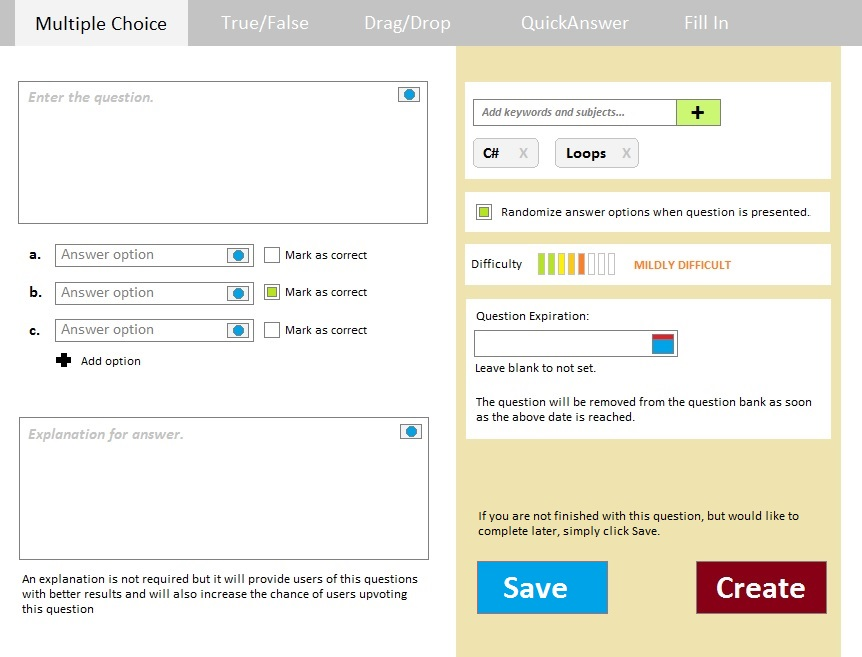 Multiple Choice True/False Drag/Drop QuickAnswer Fill In
Enter the question.
a. Answer option Mark as correct
b. Answer option Mark as correct
c. Answer option Mark as correct
Add option
Explanation for answer.
An explanation is not required but it will provide users of this questions
with better results and will also increase the chance of users upvoting
this question
Add keywords and subjects... +
C# X Loops X
Randomize answer options when question is presented.
Difficulty MILDLY DIFFICULT
Question Expiration:
Leave blank to not set.
The question will be removed from the question bank as soon
as the above date is reached.
If you are not finished with this question, but would like to
complete later, simply click Save.
Save Create